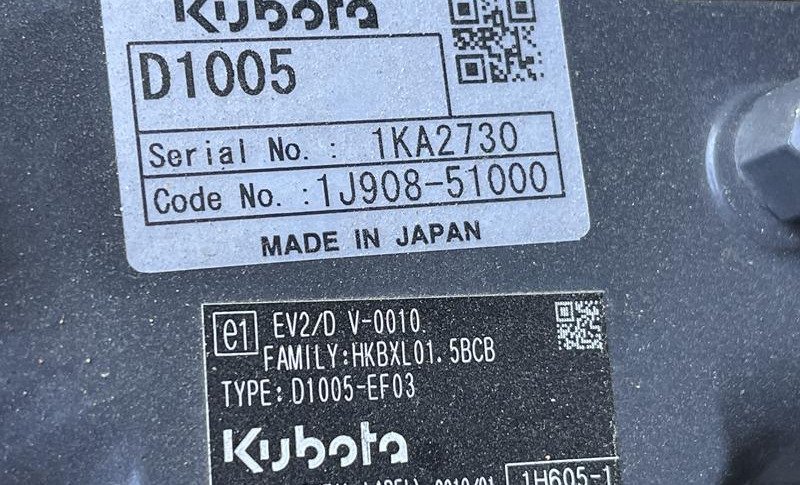 Kubota
D1005
Serial No. : 1KA2730
Code No. :1J908-51000
MADE IN JAPAN
e1 EV2/D V-0010.
FAMILY:HKBXL01.5BCB
TYPE:D1005-EF03
Kubota
1H605-1